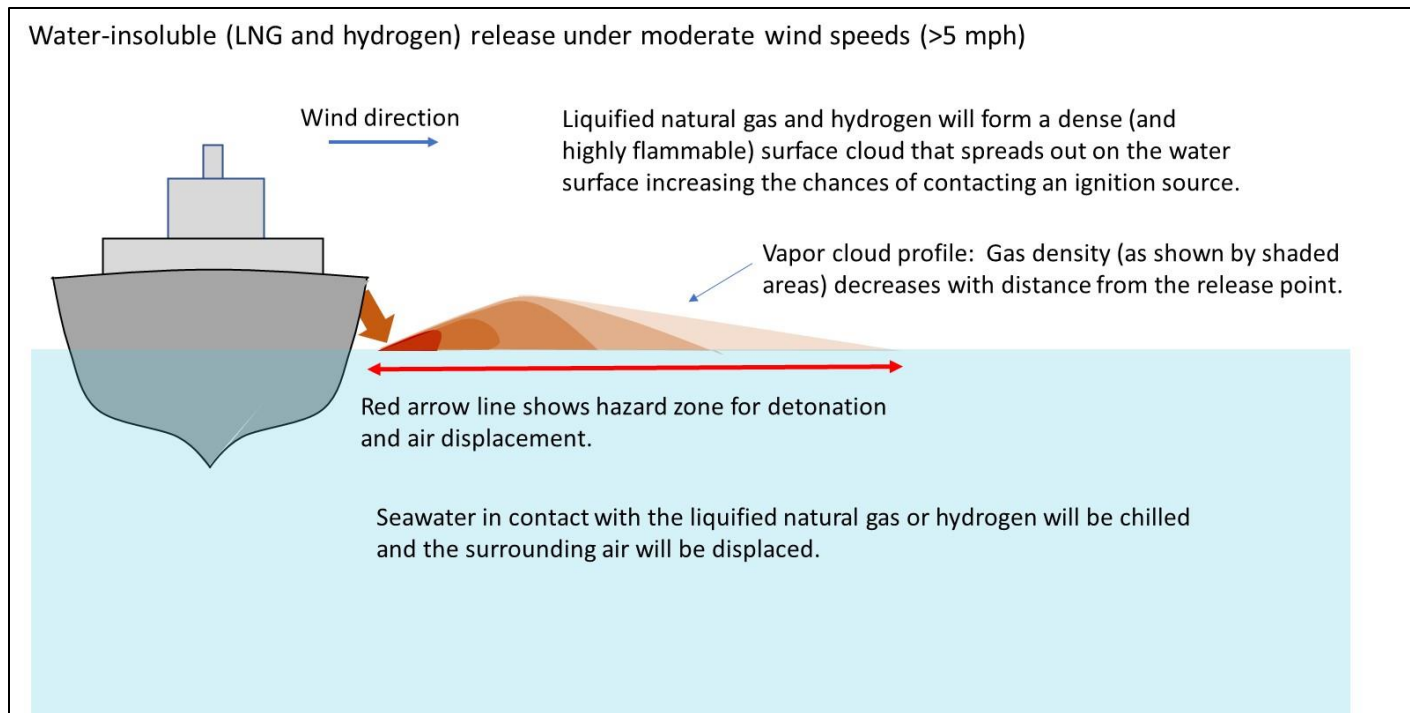 Water-insoluble (LNG and hydrogen) release under moderate wind speeds (>5 mph)
Wind direction
Liquified natural gas and hydrogen will form a dense (and
highly flammable) surface cloud that spreads out on the water
surface increasing the chances of contacting an ignition source.
Vapor cloud profile:  Gas density (as shown by shaded
areas) decreases with distance from the release point.
Red arrow line shows hazard zone for detonation
and air displacement.
Seawater in contact with the liquified natural gas or hydrogen will be chilled
and the surrounding air will be displaced.